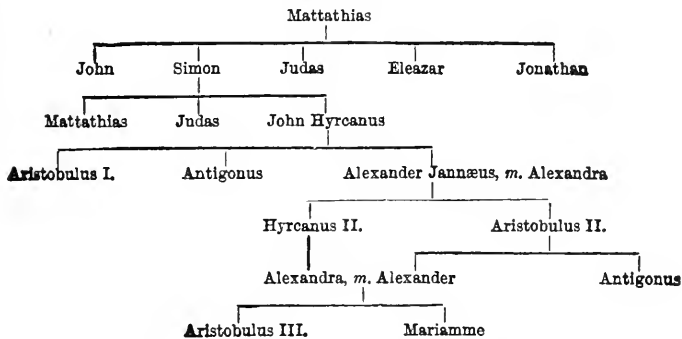 Mattathias
John Simon Judas Eleazar Jonathan
Mattathias Judas John Hyrcanus
Aristobulus I. Antigonus Alexander Jannæus, m. Alexandra
Hyrcanus II. Aristobulus II.
Alexandra, m. Alexander Antigonus
Aristobulus III. Mariamme